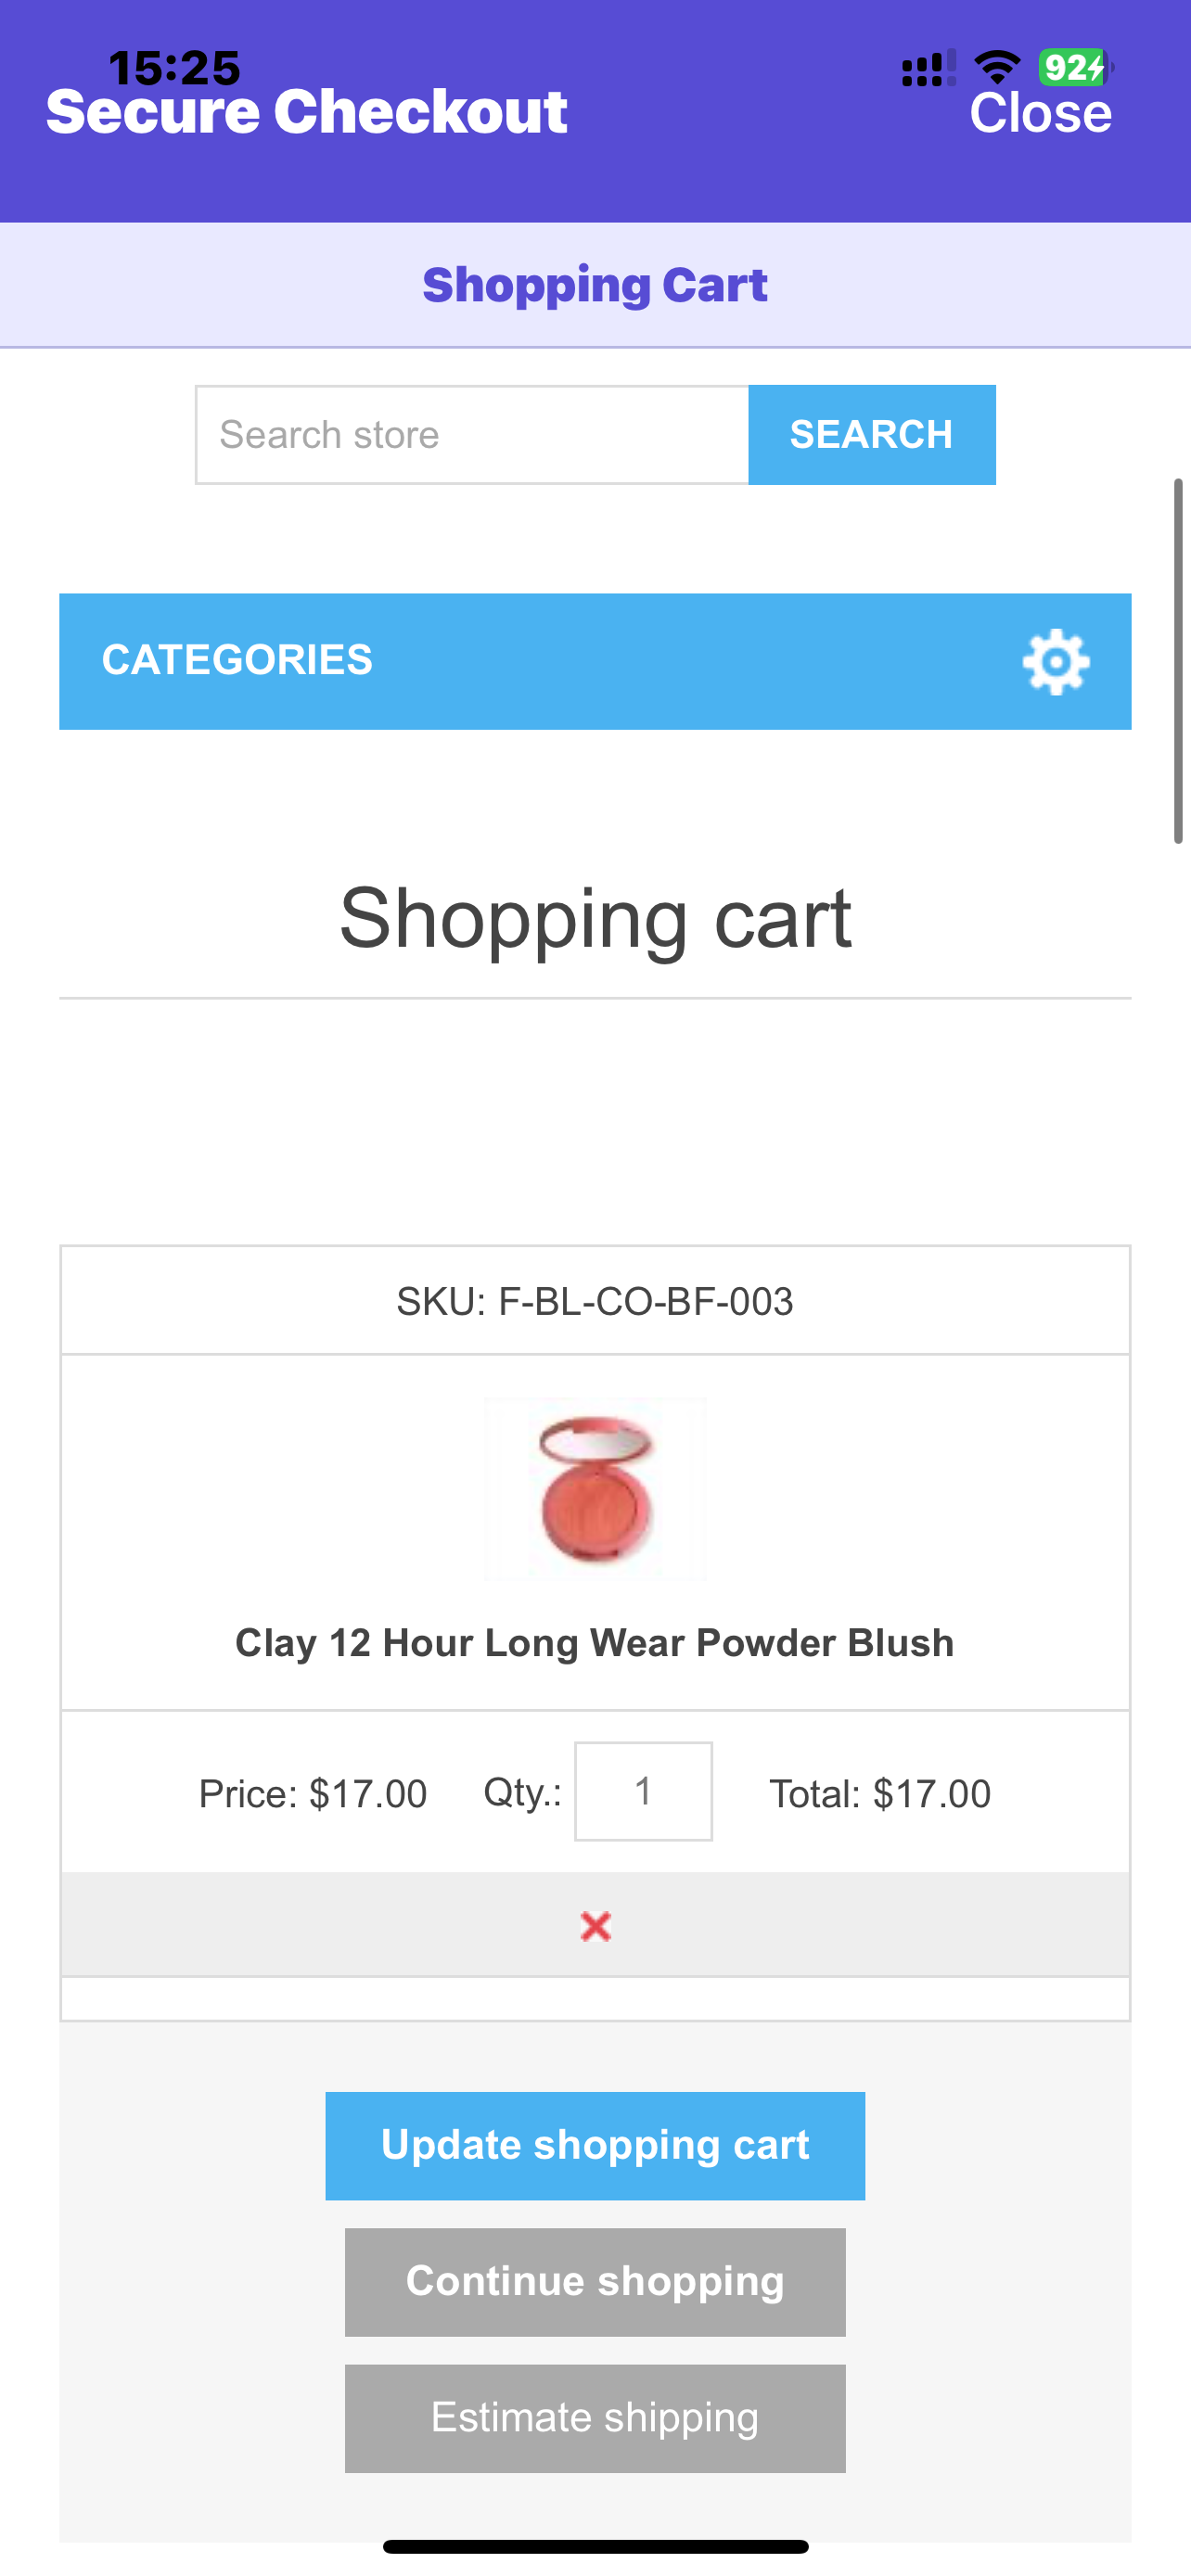 15:25
92
Secure Checkout
Close
Shopping Cart
Search store
SEARCH
CATEGORIES
Shopping cart
SKU: F-BL-CO-BF-003
Clay 12 Hour Long Wear Powder Blush
Price: $17.00 Qty.: 1 Total: $17.00
Update shopping cart
Continue shopping
Estimate shipping